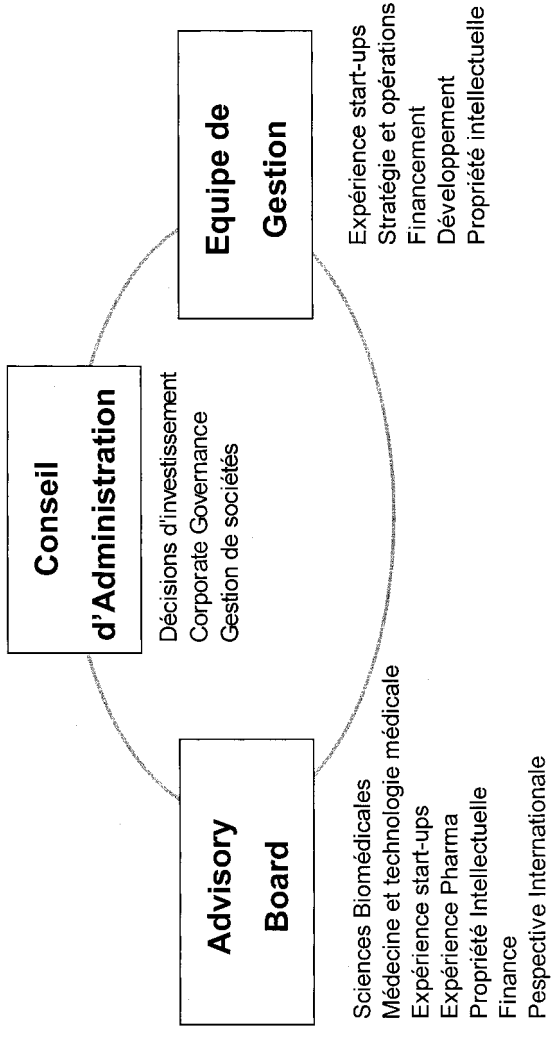 Conseil
d'Administration
Décisions d'investissement
Corporate Governance
Gestion de sociétés
Advisory
Board
Sciences Biomédicales
Médecine et technologie médicale
Expérience start-ups
Expérience Pharma
Propriété Intellectuelle
Finance
Pespective Internationale
Equipe de
Gestion
Expérience start-ups
Stratégie et opérations
Financement
Développement
Propriété intellectuelle